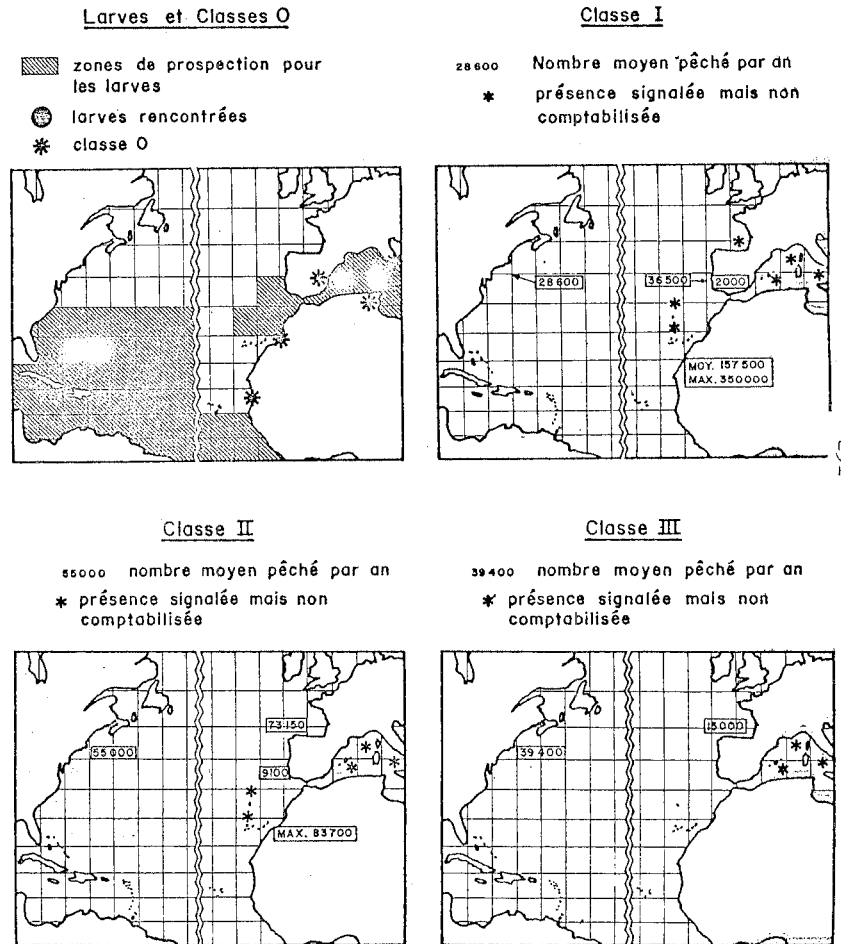 Larves et Classes O
zones de prospection pour
les larves
larves rencontrées
classe O
Classe I
28600 Nombre moyen pêché par an
* présence signalée mais non
comptabilisée
28600
36500
2000
MOY. 157500
MAX. 350000
Classe II
55000 nombre moyen pêché par an
* présence signalée mais non
comptabilisée
73150
55000
9100
MAX. 83700
Classe III
39400 nombre moyen pêché par an
* présence signalée mais non
comptabilisée
15000
39400